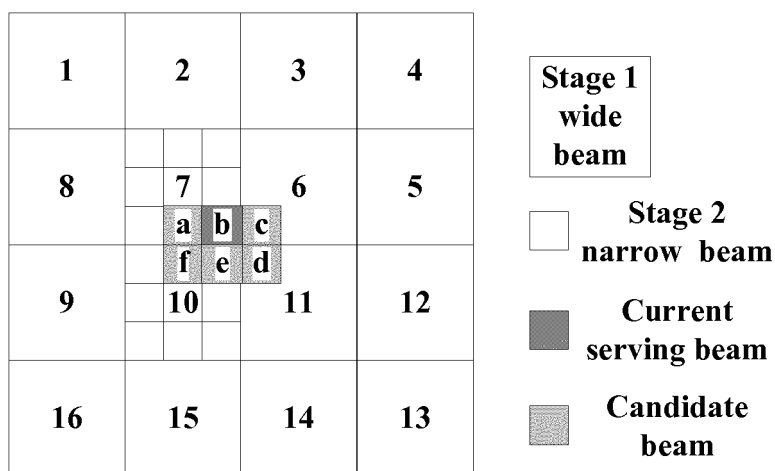 1 2 3 4
8 7 6 5
a b c
f e d
9 10 11 12
16 15 14 13
Stage 1
wide
beam
Stage 2
narrow beam
Current
serving beam
Candidate
beam